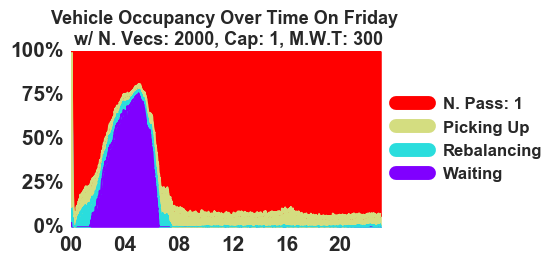 Vehicle Occupancy Over Time On Friday
w/ N. Vecs: 2000, Cap: 1, M.W.T: 300
100%
75%
50%
25%
0%
00 04 08 12 16 20
N. Pass: 1
Picking Up
Rebalancing
Waiting